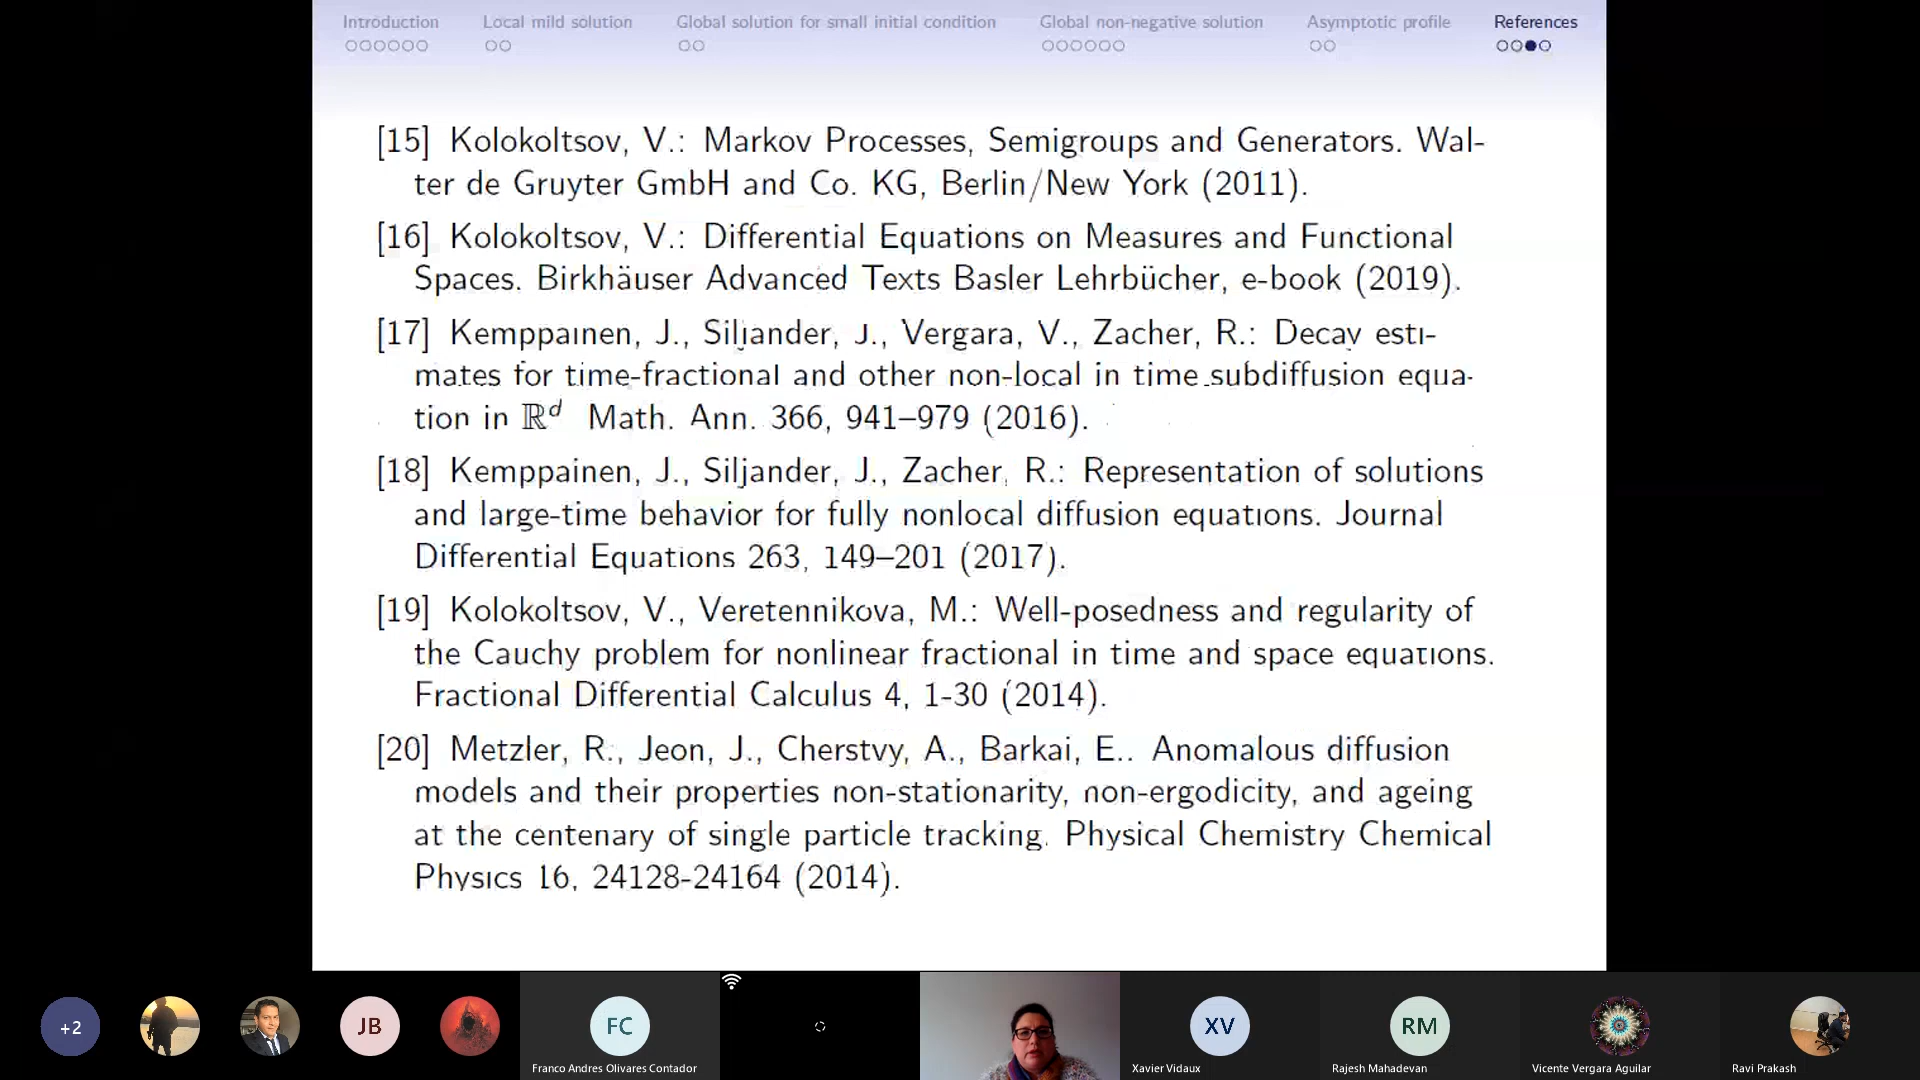 Introduction Local mild solution Global solution for small initial condition Global non-negative solution Asymptotic profile References
[15] Kolokoltsov, V.: Markov Processes, Semigroups and Generators. Wal-
ter de Gruyter GmbH and Co. KG, Berlin/New York (2011).
[16] Kolokoltsov, V.: Differential Equations on Measures and Functional
Spaces. Birkhäuser Advanced Texts Basler Lehrbücher, e-book (2019).
[17] Kemppainen, J., Siljander, J., Vergara, V., Zacher, R.: Decay esti-
mates for time-fractional and other non-local in time subdiffusion equa-
tion in ℝᵈ Math. Ann. 366, 941–979 (2016).
[18] Kemppainen, J., Siljander, J., Zacher, R.: Representation of solutions
and large-time behavior for fully nonlocal diffusion equations. Journal
Differential Equations 263, 149–201 (2017).
[19] Kolokoltsov, V., Veretennikova, M.: Well-posedness and regularity of
the Cauchy problem for nonlinear fractional in time and space equations.
Fractional Differential Calculus 4, 1-30 (2014).
[20] Metzler, R., Jeon, J., Cherstvy, A., Barkai, E.. Anomalous diffusion
models and their properties non-stationarity, non-ergodicity, and ageing
at the centenary of single particle tracking. Physical Chemistry Chemical
Physics 16, 24128-24164 (2014).
+2 JB FC XV RM
Franco Andres Olivares Contador Xavier Vidaux Rajesh Mahadevan Vicente Vergara Aguilar Ravi Prakash